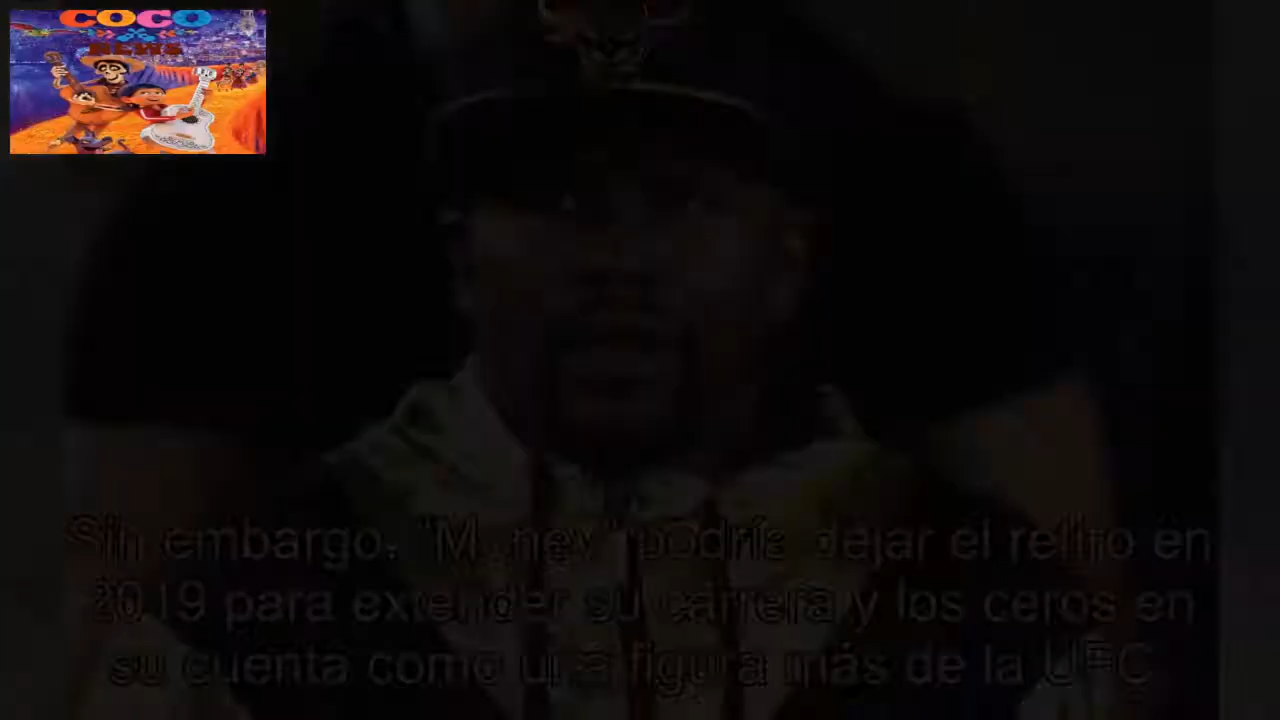 COCO
NEWS
Sin embargo, "Money" podría dejar el retiro en
2019 para extender su carrera y los ceros en
su cuenta como una figura más de la UFC